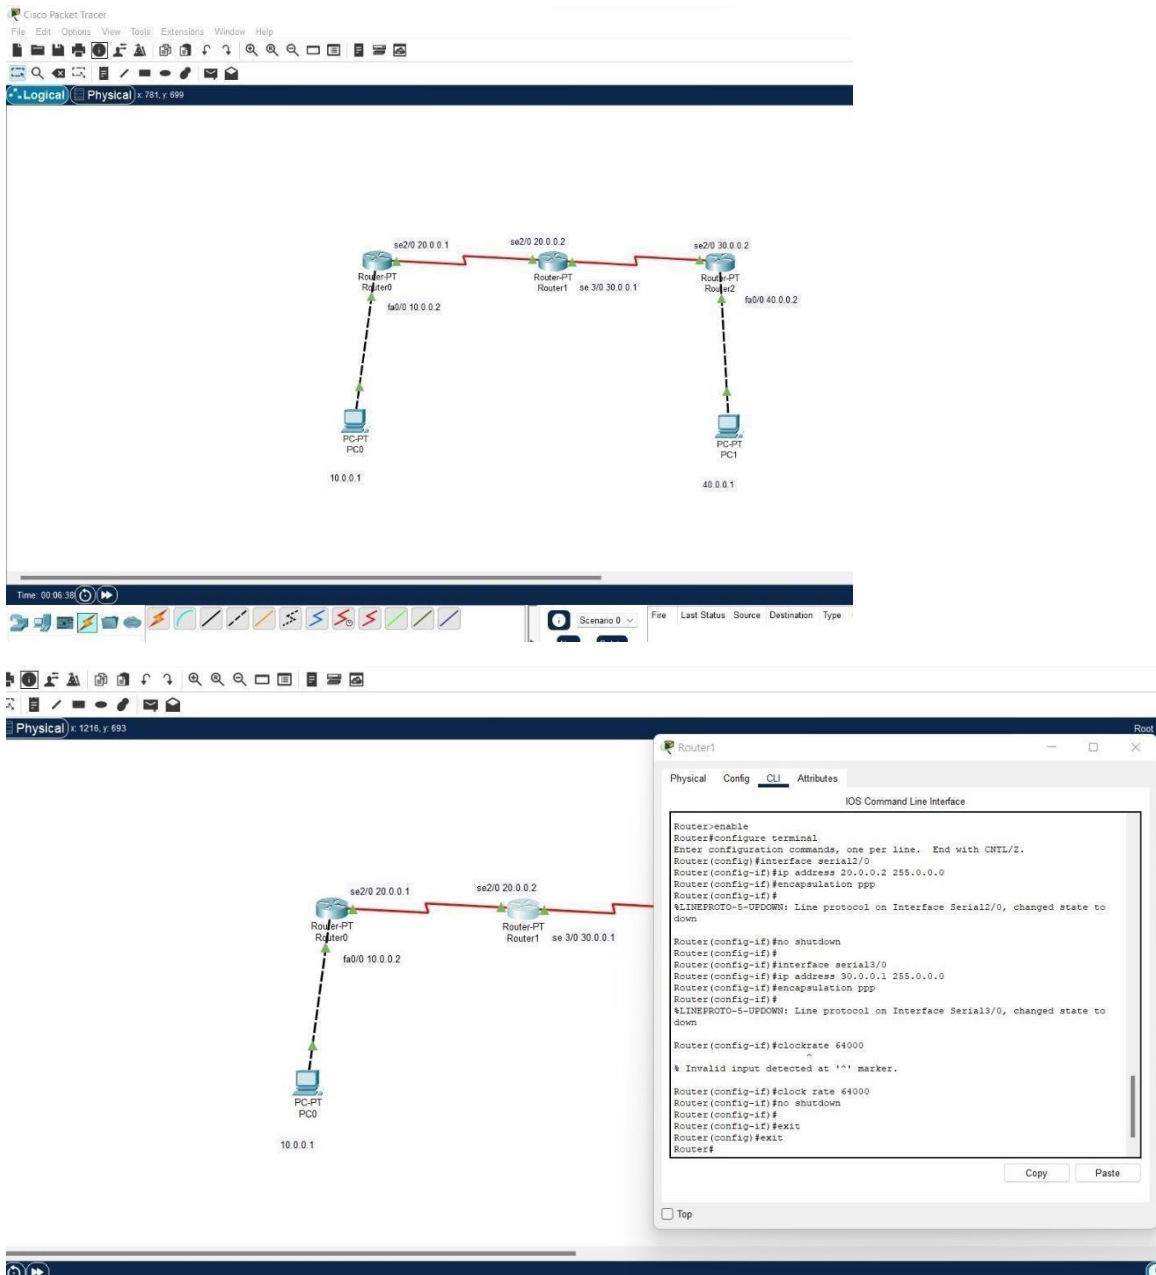 Cisco Packet Tracer
File Edit Options View Tools Extensions Window Help
Logical Physical x: 781, y: 699
se2/0 20.0.0.1
se2/0 20.0.0.2
se2/0 30.0.0.2
Router-PT
Router0
Router-PT
Router1
se 3/0 30.0.0.1
Router-PT
Router2
fa0/0 10.0.0.2
fa0/0 40.0.0.2
PC-PT
PC0
PC-PT
PC1
10.0.0.1
40.0.0.1
Time: 00:06:38
Scenario 0
Fire Last Status Source Destination Type
Physical x: 1216, y: 693
Root
Router1
Physical Config CLI Attributes
IOS Command Line Interface
Router>enable
Router#configure terminal
Enter configuration commands, one per line. End with CNTL/Z.
Router(config)#interface serial2/0
Router(config-if)#ip address 20.0.0.2 255.0.0.0
Router(config-if)#encapsulation ppp
Router(config-if)#
%LINEPROTO-5-UPDOWN: Line protocol on Interface Serial2/0, changed state to
down
Router(config-if)#no shutdown
Router(config-if)#
Router(config-if)#interface serial3/0
Router(config-if)#ip address 30.0.0.1 255.0.0.0
Router(config-if)#encapsulation ppp
Router(config-if)#
%LINEPROTO-5-UPDOWN: Line protocol on Interface Serial3/0, changed state to
down
Router(config-if)#clockrate 64000
^
% Invalid input detected at '^' marker.
Router(config-if)#clock rate 64000
Router(config-if)#no shutdown
Router(config-if)#
Router(config-if)#exit
Router(config)#exit
Router#
Copy Paste
Top
se2/0 20.0.0.1
se2/0 20.0.0.2
Router-PT
Router0
Router-PT
Router1
se 3/0 30.0.0.1
fa0/0 10.0.0.2
PC-PT
PC0
10.0.0.1